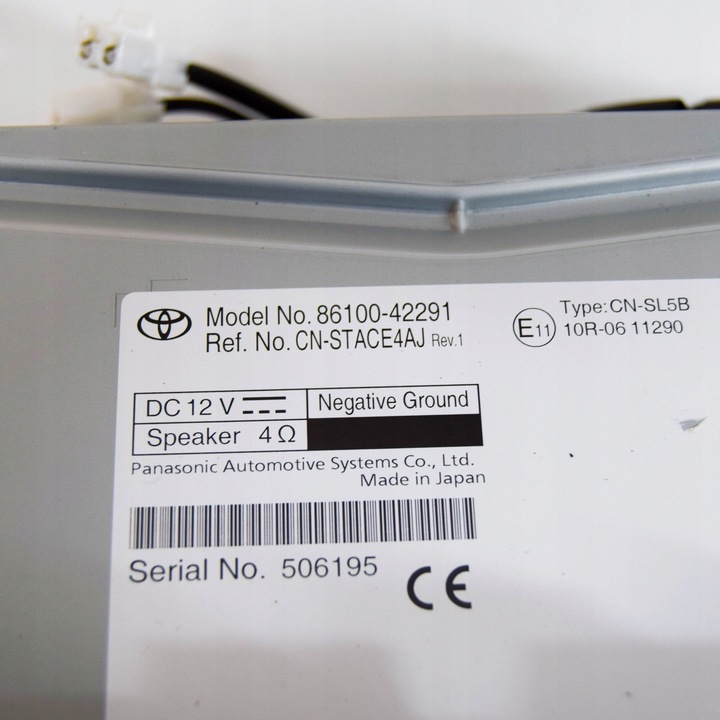 Model No. 86100-42291
Ref. No. CN-STACE4AJ Rev.1
Type: CN-SL5B
E11 10R-06 11290
DC 12 V Negative Ground
Speaker 4 Ω
Panasonic Automotive Systems Co., Ltd.
Made in Japan
Serial No. 506195
CE